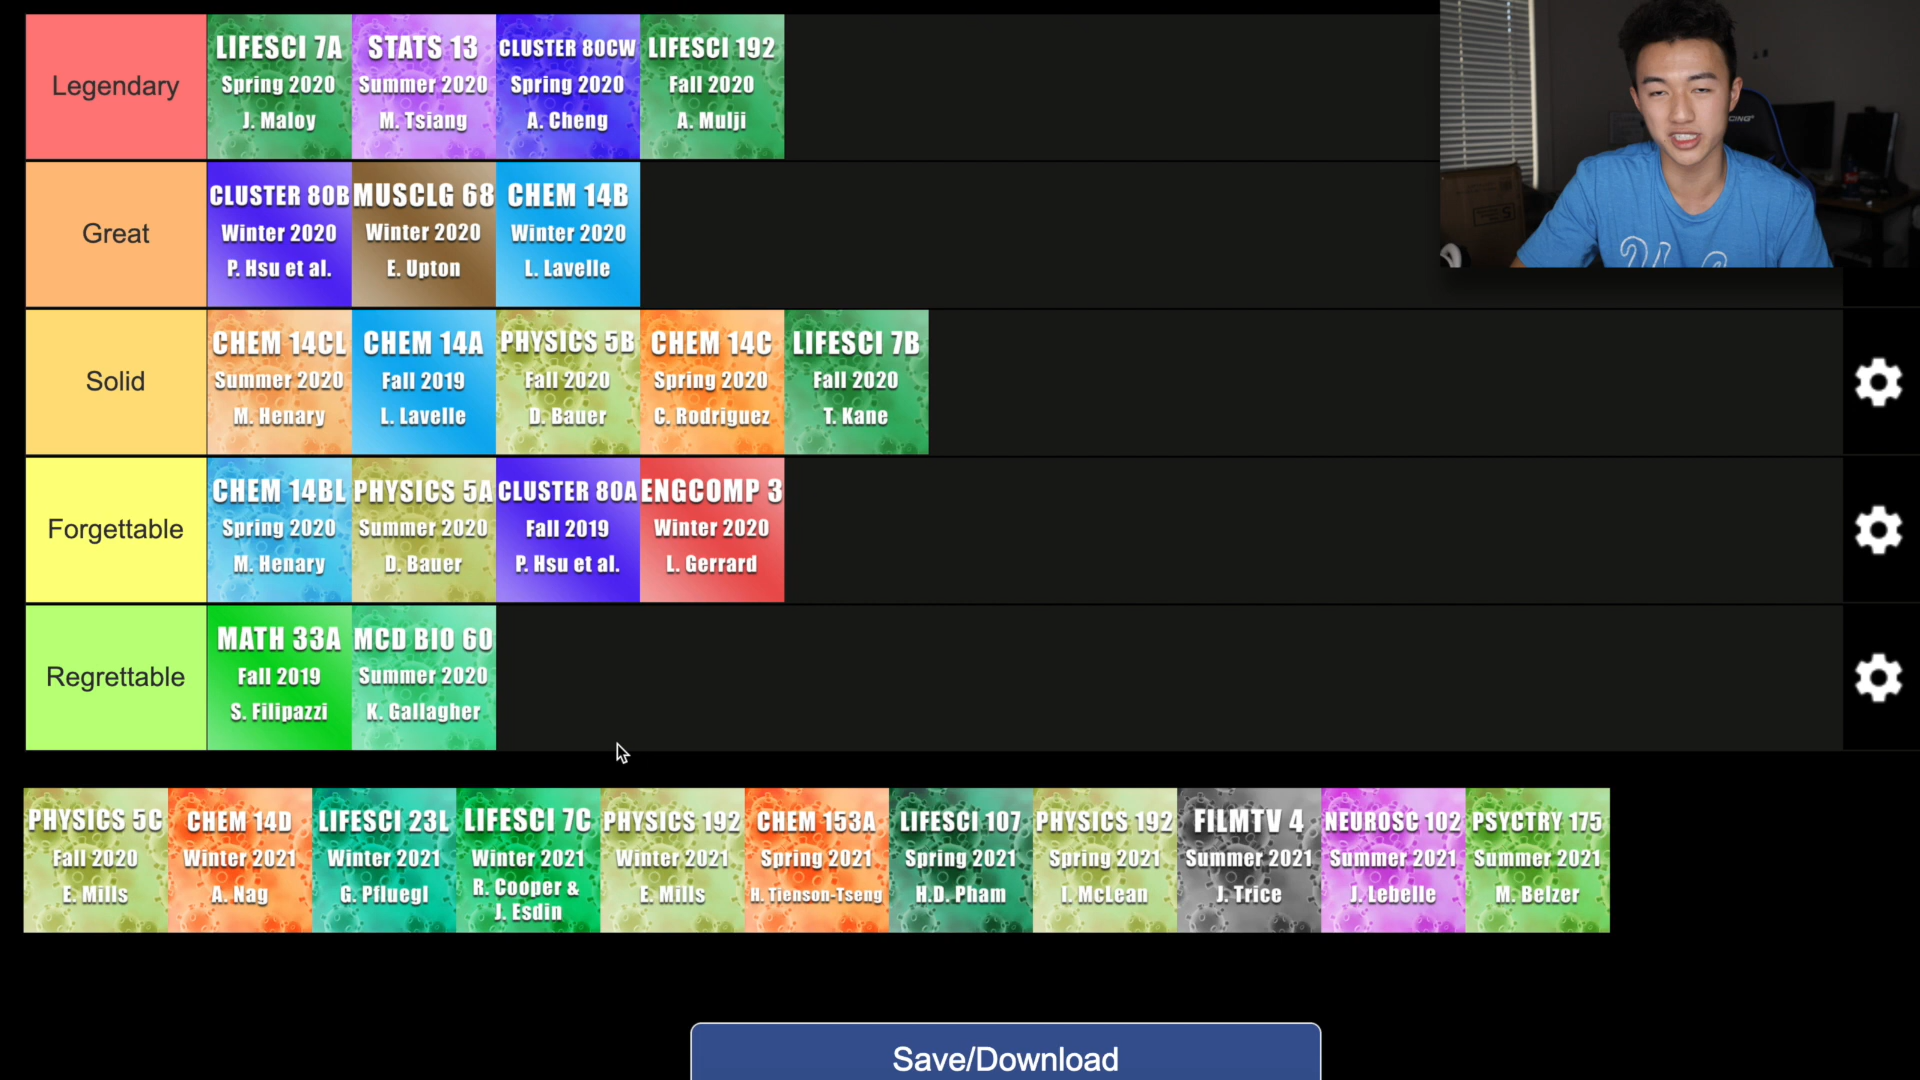 Legendary
LIFESCI 7A
Spring 2020
J. Maloy
STATS 13
Summer 2020
M. Tsiang
CLUSTER 80CW
Spring 2020
A. Cheng
LIFESCI 192
Fall 2020
A. Mulji
Great
CLUSTER 80B
Winter 2020
P. Hsu et al.
MUSCLG 68
Winter 2020
E. Upton
CHEM 14B
Winter 2020
L. Lavelle
Solid
CHEM 14CL
Summer 2020
M. Henary
CHEM 14A
Fall 2019
L. Lavelle
PHYSICS 5B
Fall 2020
D. Bauer
CHEM 14C
Spring 2020
C. Rodriguez
LIFESCI 7B
Fall 2020
T. Kane
Forgettable
CHEM 14BL
Spring 2020
M. Henary
PHYSICS 5A
Summer 2020
D. Bauer
CLUSTER 80A
Fall 2019
P. Hsu et al.
ENGCOMP 3
Winter 2020
L. Gerrard
Regrettable
MATH 33A
Fall 2019
S. Filipazzi
MCD BIO 60
Summer 2020
K. Gallagher
PHYSICS 5C
Fall 2020
E. Mills
CHEM 14D
Winter 2021
A. Nag
LIFESCI 23L
Winter 2021
G. Pfluegl
LIFESCI 7C
Winter 2021
R. Cooper &
J. Esdin
PHYSICS 192
Winter 2021
E. Mills
CHEM 153A
Spring 2021
H. Tienson-Tseng
LIFESCI 107
Spring 2021
H.D. Pham
PHYSICS 192
Spring 2021
I. McLean
FILMTV 4
Summer 2021
J. Trice
NEUROSC 102
Summer 2021
J. Lebelle
PSYCTRY 175
Summer 2021
M. Belzer
Save/Download